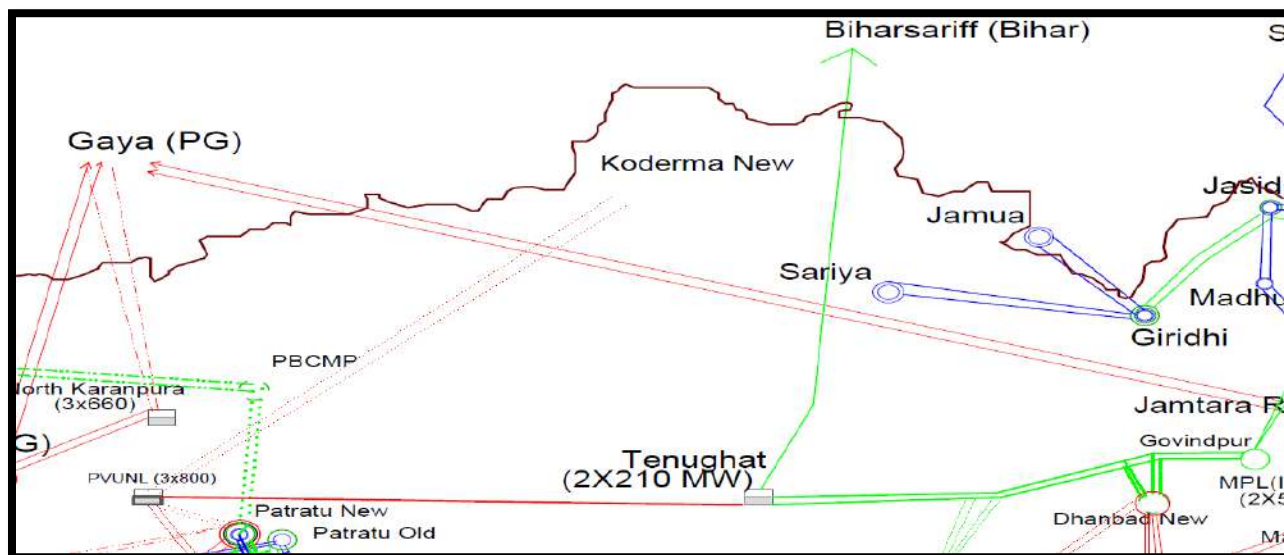 Biharsariff (Bihar)
S
Gaya (PG)
Koderma New
Jasid
Jamua
Sariya
Madhu
Giridhi
PBCMP
North Karanpura
(3x660)
Jamtara R
G)
Govindpur
Tenughat
(2X210 MW)
PVUNL (3x800)
MPL(I
(2X5
Patratu New
Dhanbad New
Patratu Old
Ma